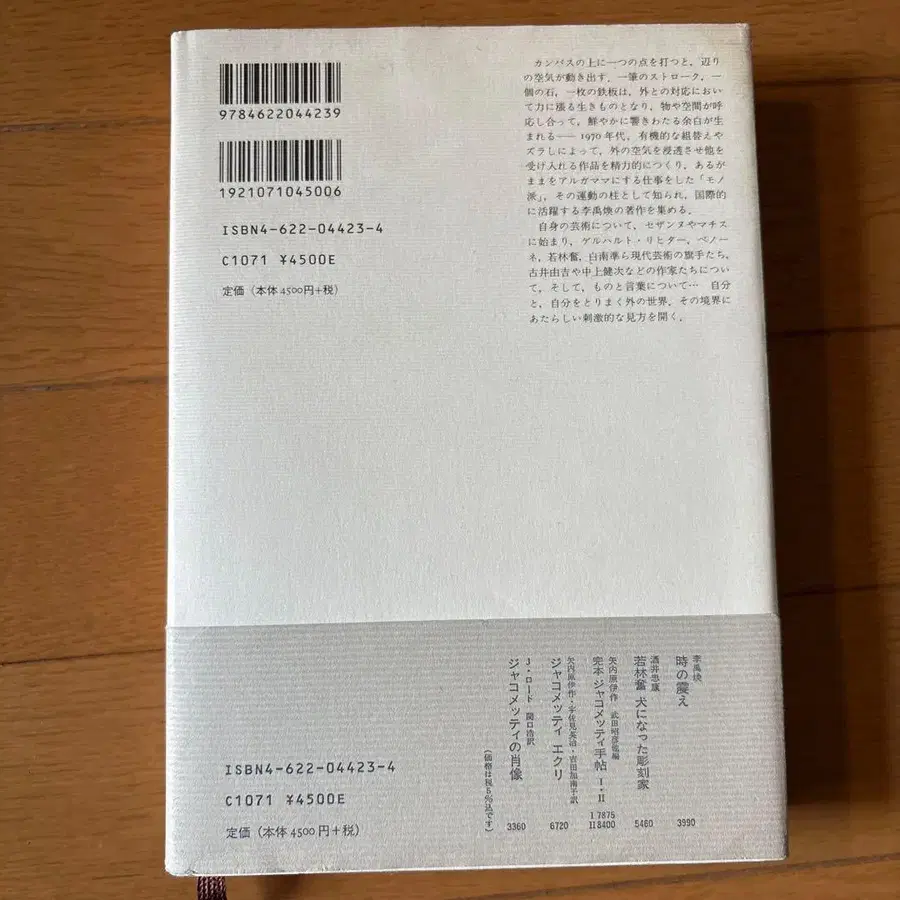 9784622044239
1921071045006
ISBN4-622-04423-4
C1071 ¥4500E
定価（本体4500円+税）
カンバスの上に一つの点を打つと，辺り
の空気が動き出す．一筆のストローク，一
個の石，一枚の鉄板は，外との対応におい
て力に漲る生きものとなり，物や空間が呼
応し合って，鮮やかに響きわたる余白が生
まれる── 1970年代，有機的な組替えや
ズラしによって，外の空気を浸透させ他を
受け入れる作品を精力的につくり，あるが
ままをアルガママにする仕事をした「モノ
派」，その運動の柱として知られ，国際的
に活躍する李禹煥の著作を集める．
自身の芸術について，セザンヌやマチス
に始まり，ゲルハルト・リヒター，ペノー
ネ，若林奮，白南準ら現代芸術の旗手たち，
古井由吉や中上健次などの作家たちについ
て，そして，ものと言葉について… 自分
と，自分をとりまく外の世界，その境界に
あたらしい刺激的な見方を開く．
李禹煥
時の震え
3990
酒井忠康
若林奮 犬になった彫刻家
5460
矢内原伊作 武田昭彦他編
完本 ジャコメッティ手帖 I・II
I 7875
II 8400
矢内原伊作・宇佐見英治・吉田加南子訳
ジャコメッティ エクリ
6720
J・ロード 関口浩訳
ジャコメッティの肖像
3360
（価格は税5％込です）
ISBN4-622-04423-4
C1071 ¥4500E
定価（本体4500円+税）